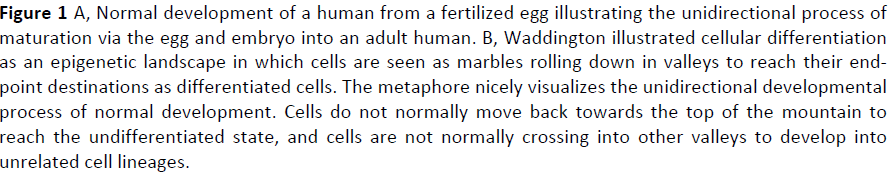 Figure 1 A, Normal development of a human from a fertilized egg illustrating the unidirectional process of
maturation via the egg and embryo into an adult human. B, Waddington illustrated cellular differentiation
as an epigenetic landscape in which cells are seen as marbles rolling down in valleys to reach their end-
point destinations as differentiated cells. The metaphore nicely visualizes the unidirectional developmental
process of normal development. Cells do not normally move back towards the top of the mountain to
reach the undifferentiated state, and cells are not normally crossing into other valleys to develop into
unrelated cell lineages.